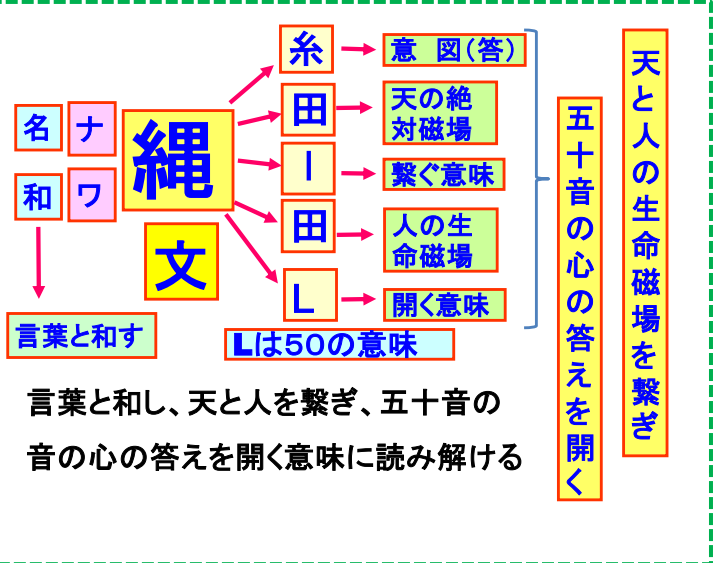 名
ナ
和
ワ
縄
文
糸
意 図（答）
田
天の絶
対磁場
|
繋ぐ意味
田
人の生
命磁場
L
開く意味
言葉と和す
Lは５０の意味
五十音の心の答えを開く
天と人の生命磁場を繋ぎ
言葉と和し、天と人を繋ぎ、五十音の
音の心の答えを開く意味に読み解ける